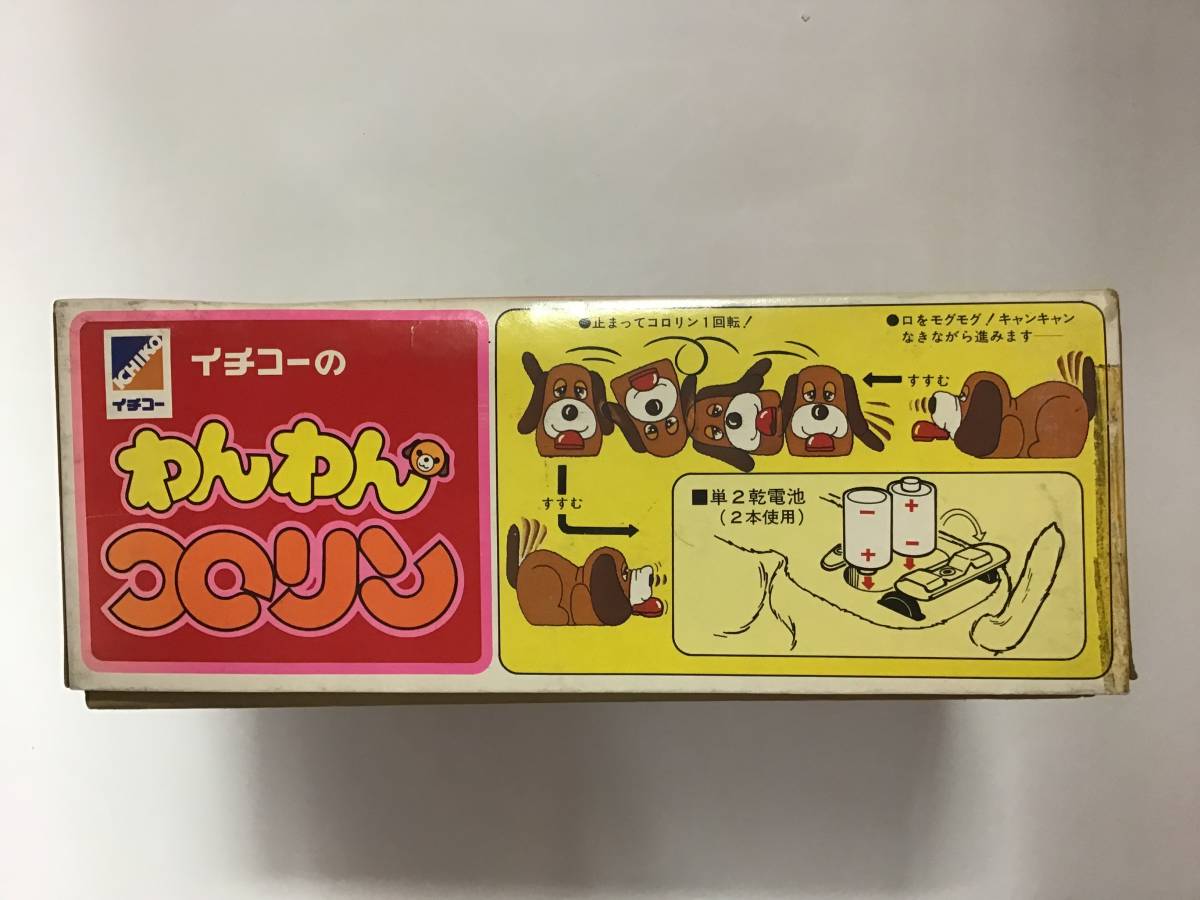 ICHIKO
イチコー
イチコーの
わんわん
コロリン
●止まってコロリン1回転!
●口をモグモグ!キャンキャン
なきながら進みます──
すすむ
すすむ
■単2乾電池
(2本使用)
− +
+ −